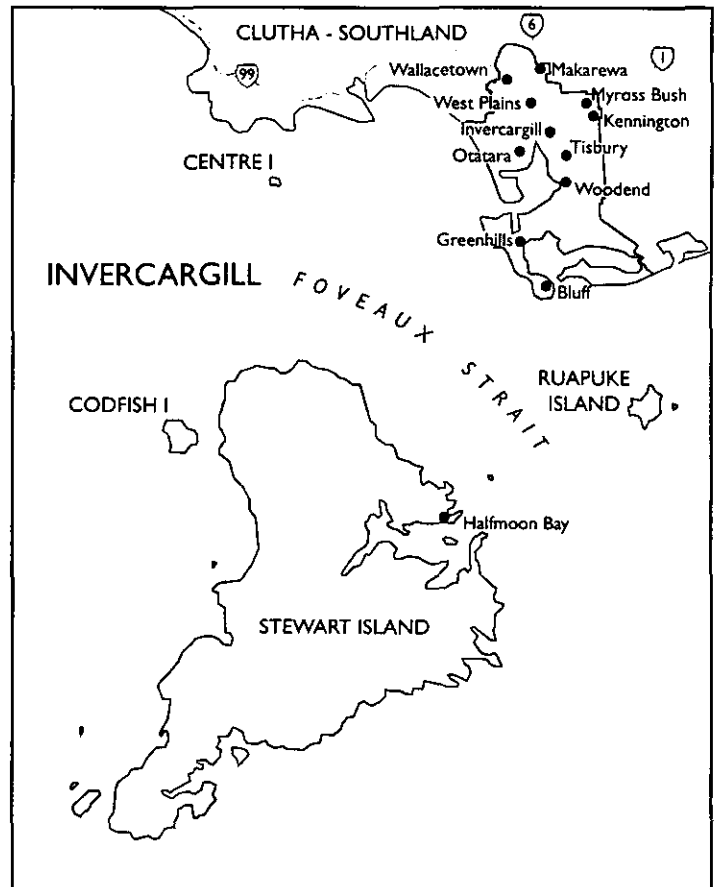 CLUTHA - SOUTHLAND
6
1
99
Wallacetown
Makarewa
West Plains
Myross Bush
Kennington
Invercargill
Otatara
Tisbury
CENTRE I
Woodend
Greenhills
INVERCARGILL
FOVEAUX STRAIT
Bluff
CODFISH I
RUAPUKE
ISLAND
Halfmoon Bay
STEWART ISLAND